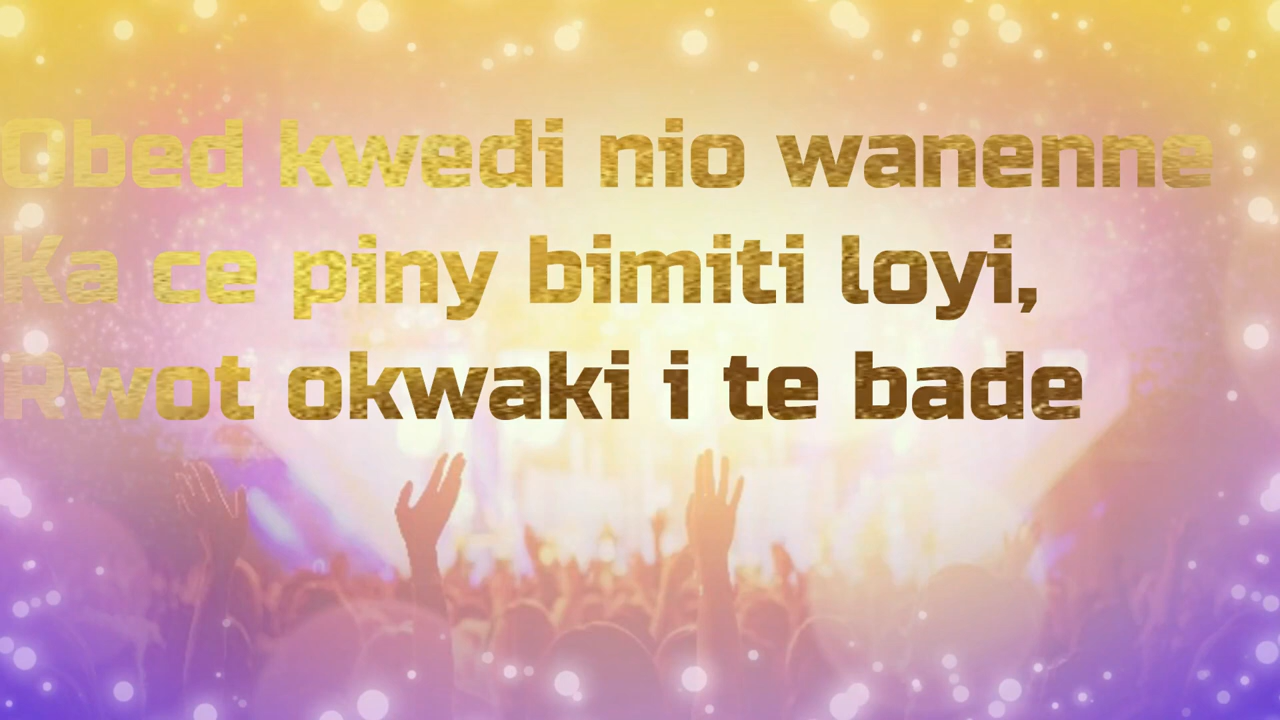 Obed kwedi nio wanenne
Ka ce piny bimiti loyi,
Rwot okwaki i te bade